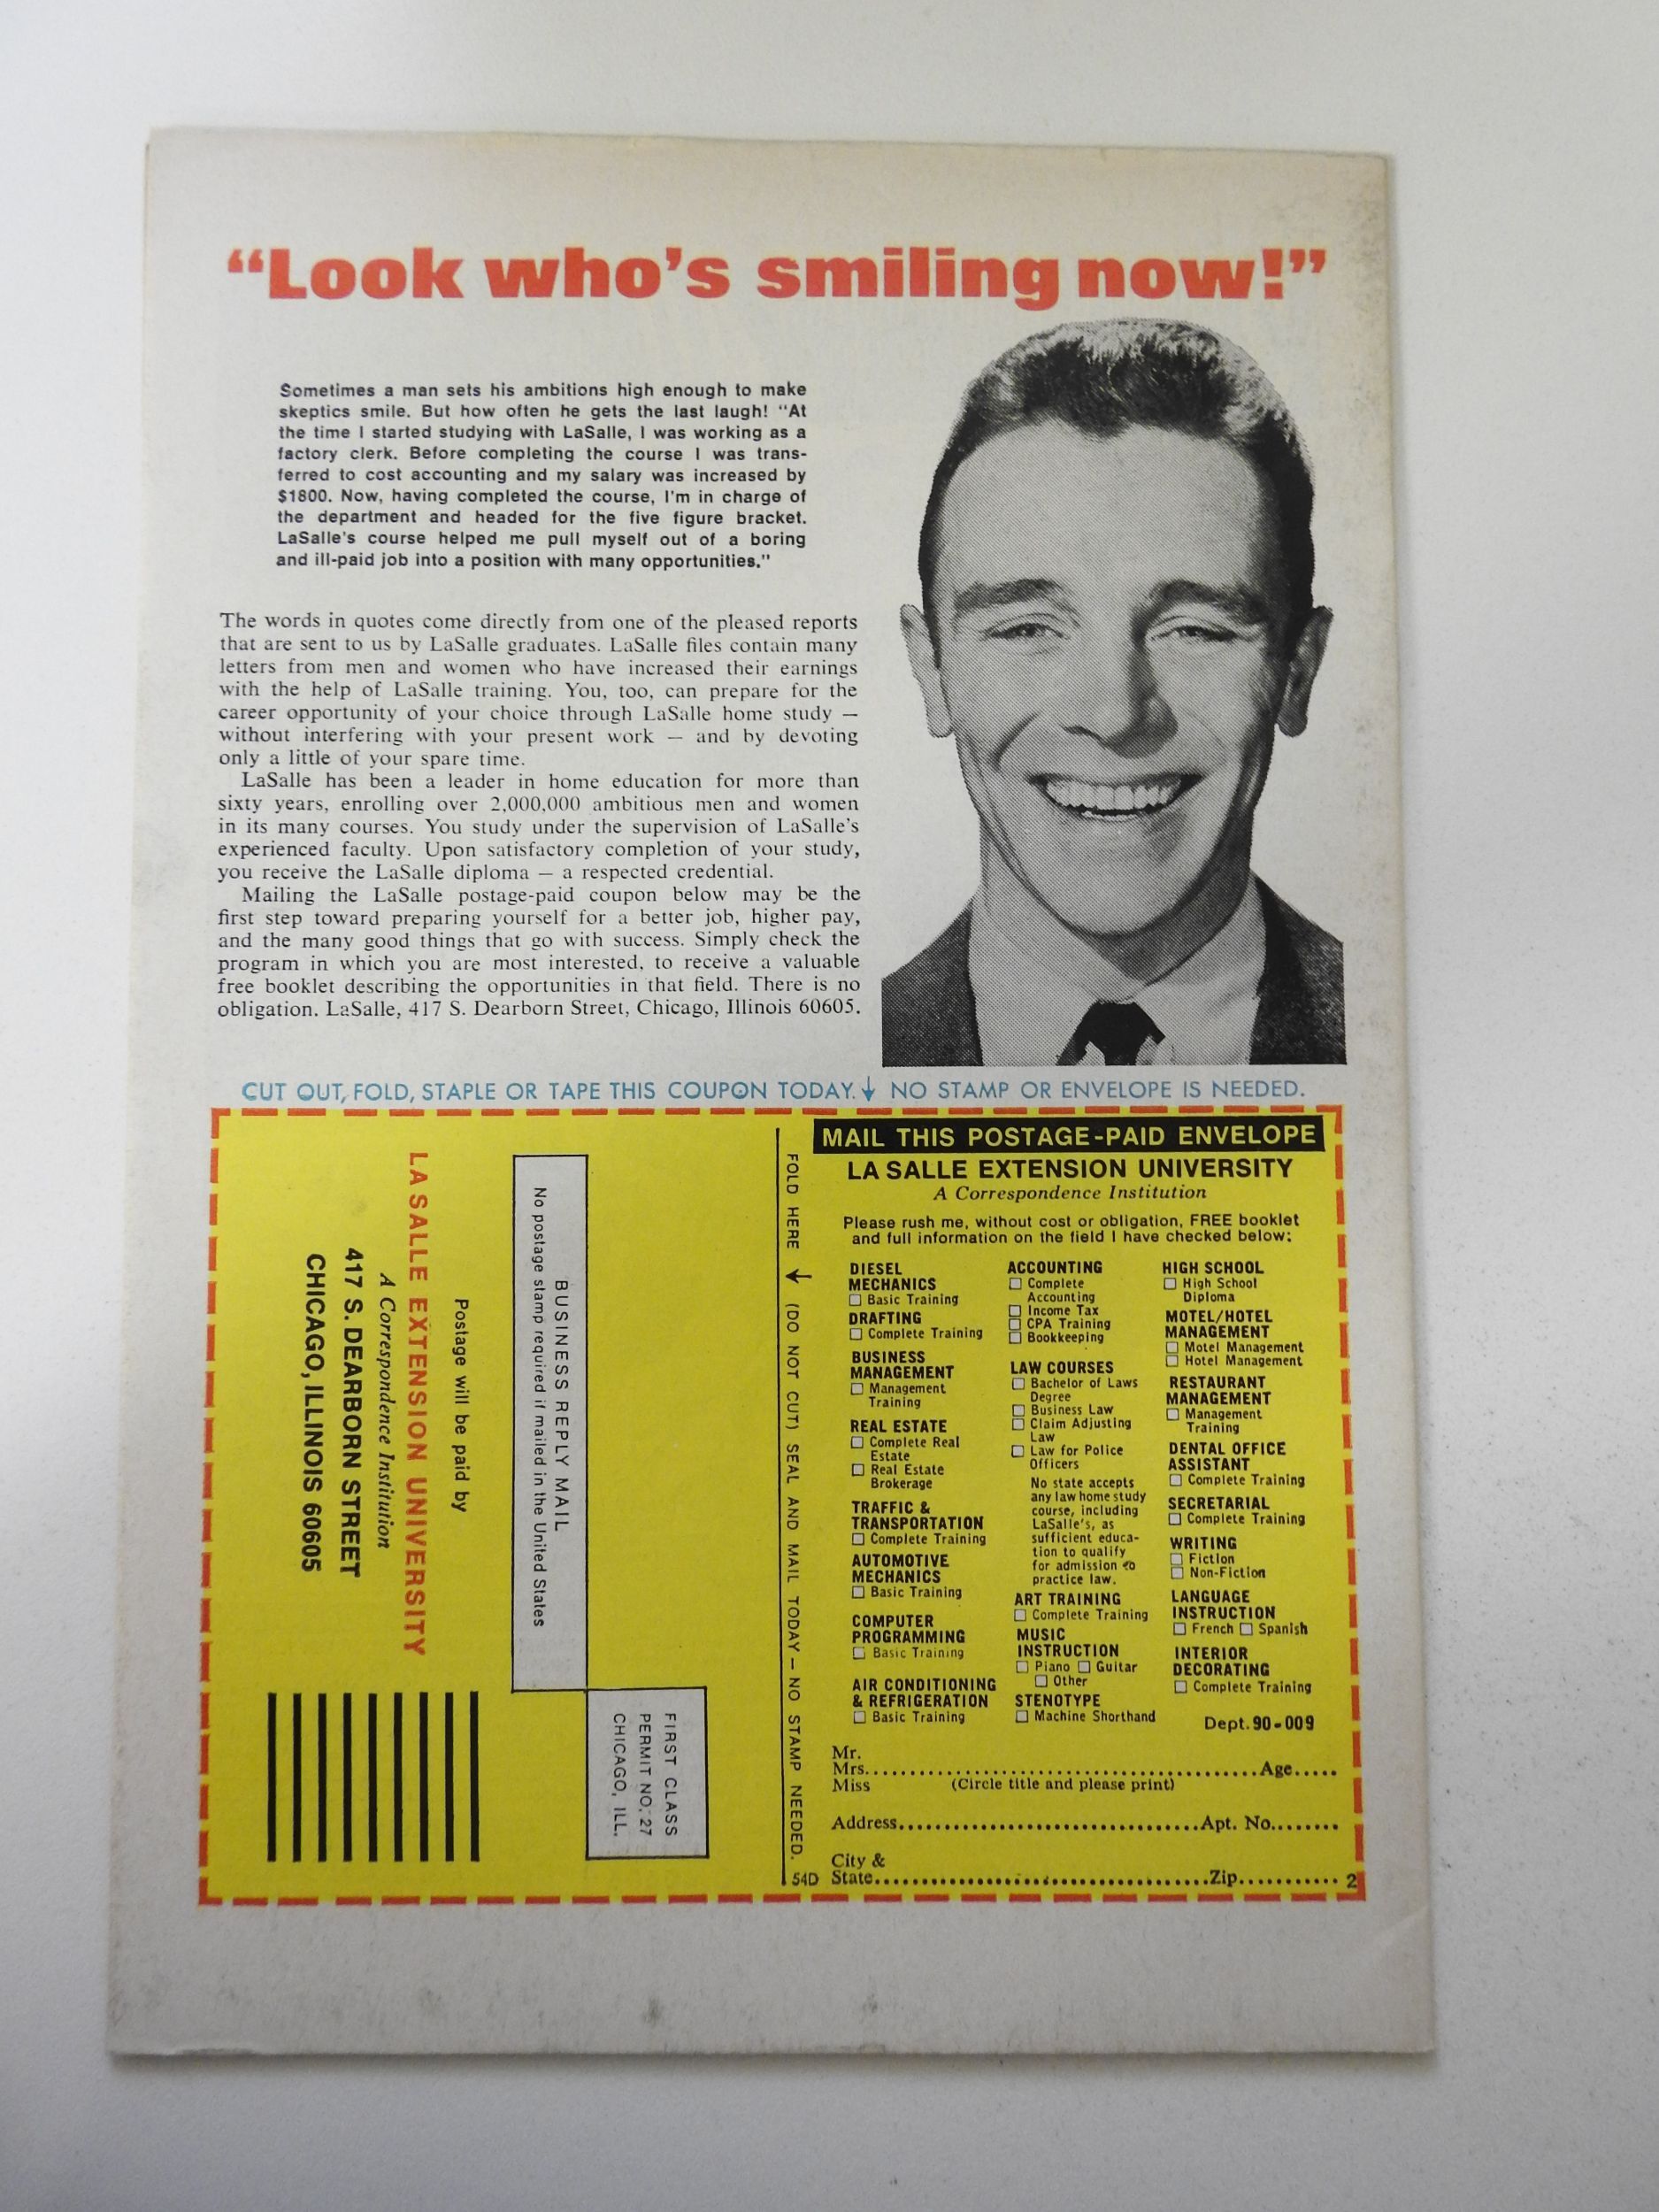 “Look who’s smiling now!”
Sometimes a man sets his ambitions high enough to make
skeptics smile. But how often he gets the last laugh! “At
the time I started studying with LaSalle, I was working as a
factory clerk. Before completing the course I was trans-
ferred to cost accounting and my salary was increased by
$1800. Now, having completed the course, I’m in charge of
the department and headed for the five figure bracket.
LaSalle’s course helped me pull myself out of a boring
and ill-paid job into a position with many opportunities.”
The words in quotes come directly from one of the pleased reports
that are sent to us by LaSalle graduates. LaSalle files contain many
letters from men and women who have increased their earnings
with the help of LaSalle training. You, too, can prepare for the
career opportunity of your choice through LaSalle home study —
without interfering with your present work — and by devoting
only a little of your spare time.
LaSalle has been a leader in home education for more than
sixty years, enrolling over 2,000,000 ambitious men and women
in its many courses. You study under the supervision of LaSalle’s
experienced faculty. Upon satisfactory completion of your study,
you receive the LaSalle diploma — a respected credential.
Mailing the LaSalle postage-paid coupon below may be the
first step toward preparing yourself for a better job, higher pay,
and the many good things that go with success. Simply check the
program in which you are most interested, to receive a valuable
free booklet describing the opportunities in that field. There is no
obligation. LaSalle, 417 S. Dearborn Street, Chicago, Illinois 60605.
CUT OUT, FOLD, STAPLE OR TAPE THIS COUPON TODAY.↓ NO STAMP OR ENVELOPE IS NEEDED.
FIRST CLASS
PERMIT NO. 27
CHICAGO, ILL.
BUSINESS REPLY MAIL
No postage stamp required if mailed in the United States
Postage will be paid by
LA SALLE EXTENSION UNIVERSITY
A Correspondence Institution
417 S. DEARBORN STREET
CHICAGO, ILLINOIS 60605
FOLD HERE → (DO NOT CUT) SEAL AND MAIL TODAY — NO STAMP NEEDED.
54D
MAIL THIS POSTAGE-PAID ENVELOPE
LA SALLE EXTENSION UNIVERSITY
A Correspondence Institution
Please rush me, without cost or obligation, FREE booklet
and full information on the field I have checked below:
DIESEL
MECHANICS
☐ Basic Training
DRAFTING
☐ Complete Training
BUSINESS
MANAGEMENT
☐ Management
Training
REAL ESTATE
☐ Complete Real
Estate
☐ Real Estate
Brokerage
TRAFFIC &
TRANSPORTATION
☐ Complete Training
AUTOMOTIVE
MECHANICS
☐ Basic Training
COMPUTER
PROGRAMMING
☐ Basic Training
AIR CONDITIONING
& REFRIGERATION
☐ Basic Training
ACCOUNTING
☐ Complete
Accounting
☐ Income Tax
☐ CPA Training
☐ Bookkeeping
LAW COURSES
☐ Bachelor of Laws
Degree
☐ Business Law
☐ Claim Adjusting
Law
☐ Law for Police
Officers
No state accepts
any law home study
course, including
LaSalle’s, as
sufficient educa-
tion to qualify
for admission to
practice law.
ART TRAINING
☐ Complete Training
MUSIC
INSTRUCTION
☐ Piano ☐ Guitar
☐ Other
STENOTYPE
☐ Machine Shorthand
HIGH SCHOOL
☐ High School
Diploma
MOTEL/HOTEL
MANAGEMENT
☐ Motel Management
☐ Hotel Management
RESTAURANT
MANAGEMENT
☐ Management
Training
DENTAL OFFICE
ASSISTANT
☐ Complete Training
SECRETARIAL
☐ Complete Training
WRITING
☐ Fiction
☐ Non-Fiction
LANGUAGE
INSTRUCTION
☐ French ☐ Spanish
INTERIOR
DECORATING
☐ Complete Training
Dept. 90-009
Mr.
Mrs. Age
Miss (Circle title and please print)
Address Apt. No.
City &
State Zip 2